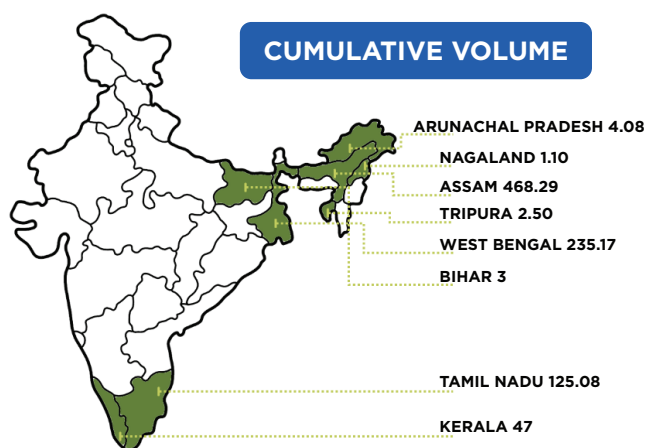 CUMULATIVE VOLUME
ARUNACHAL PRADESH 4.08
NAGALAND 1.10
ASSAM 468.29
TRIPURA 2.50
WEST BENGAL 235.17
BIHAR 3
TAMIL NADU 125.08
KERALA 47